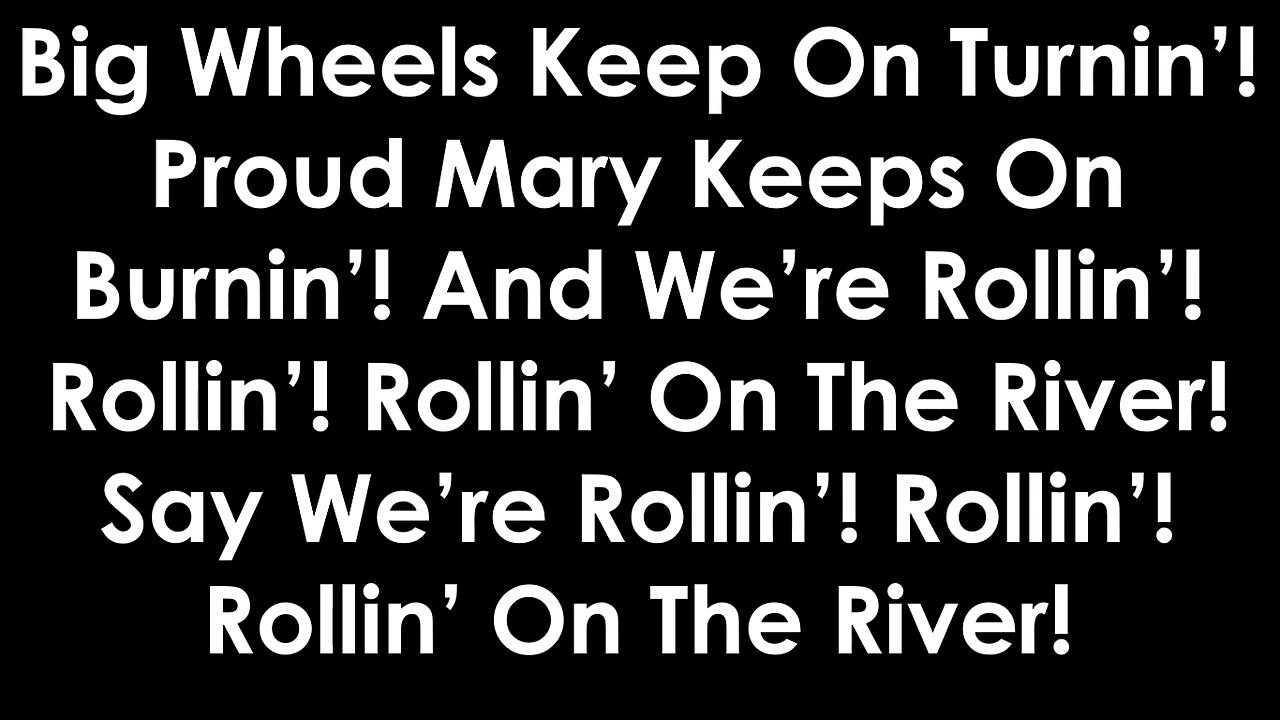 Big Wheels Keep On Turnin’!
Proud Mary Keeps On
Burnin’! And We’re Rollin’!
Rollin’! Rollin’ On The River!
Say We’re Rollin’! Rollin’!
Rollin’ On The River!